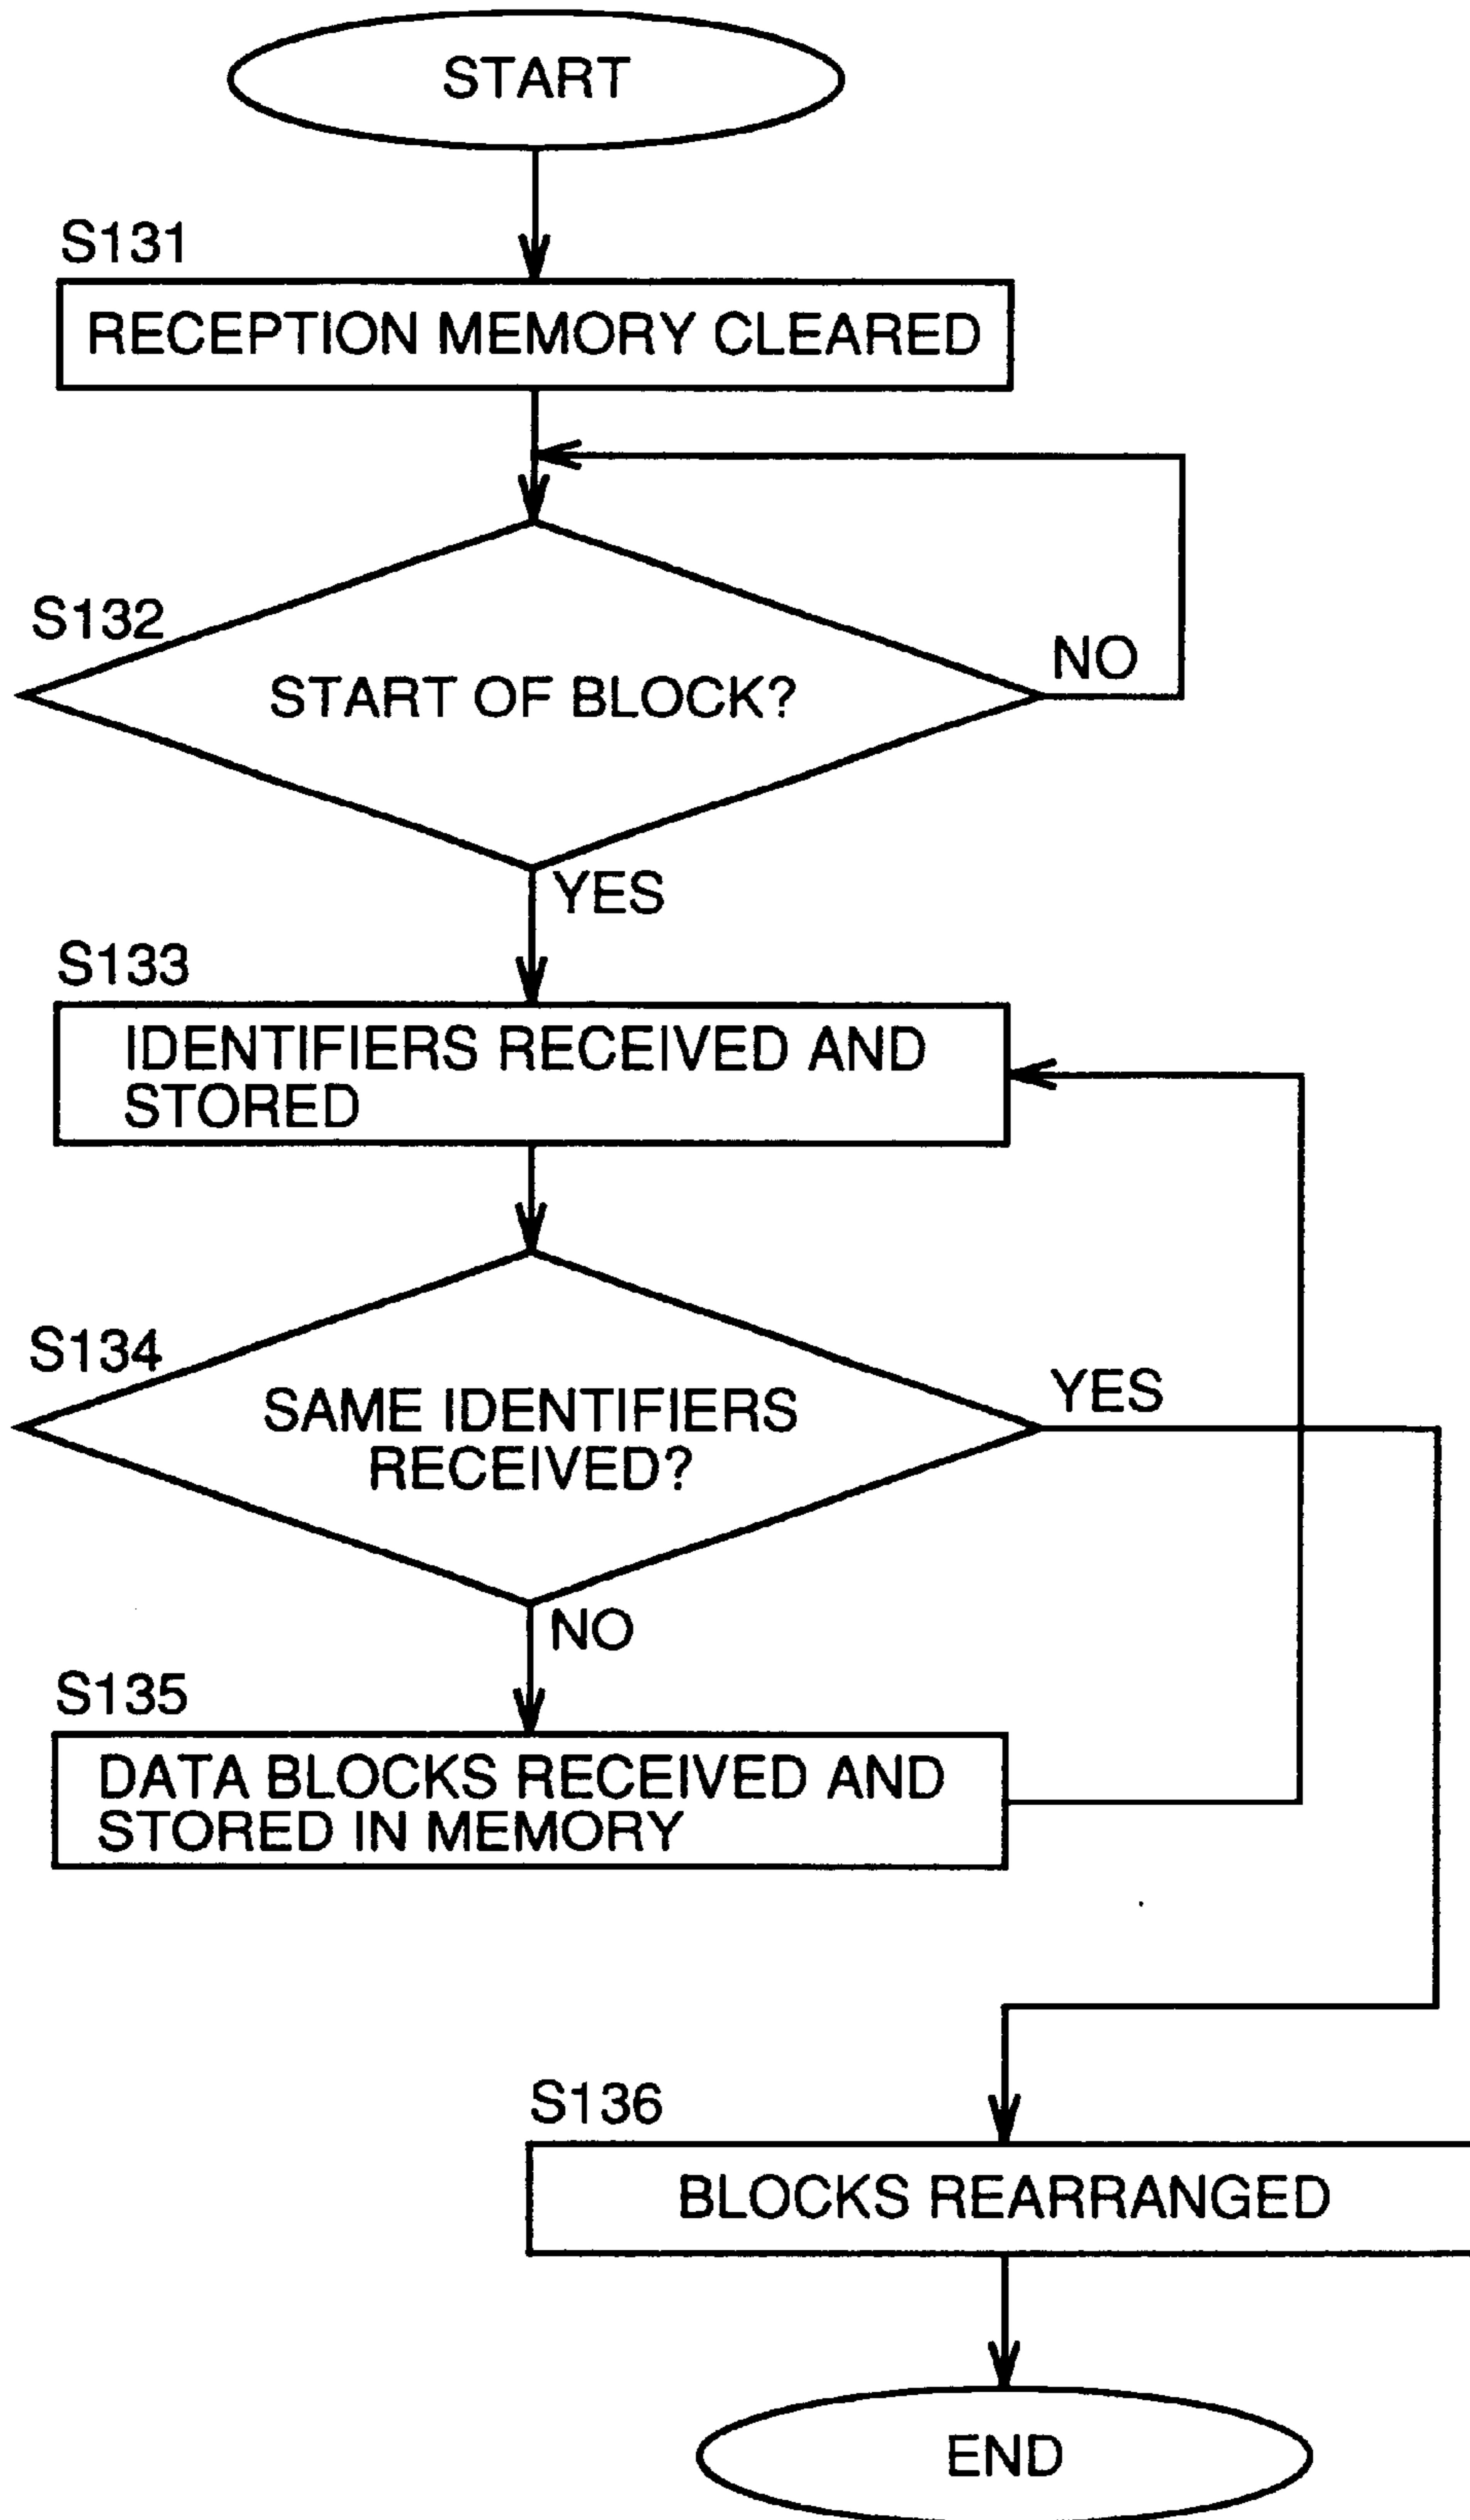 START
S131
RECEPTION MEMORY CLEARED
S132
NO
START OF BLOCK?
YES
S133
IDENTIFIERS RECEIVED AND
STORED
S134
YES
SAME IDENTIFIERS
RECEIVED?
NO
S135
DATA BLOCKS RECEIVED AND
STORED IN MEMORY
S136
BLOCKS REARRANGED
END